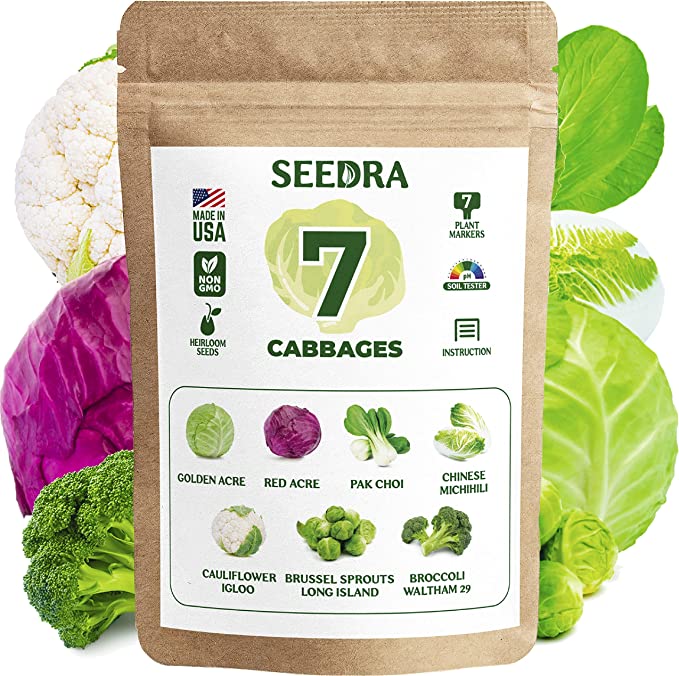 SEEDRA
MADE IN
USA
NON
GMO
HEIRLOOM
SEEDS
7
CABBAGES
7
PLANT
MARKERS
pH
SOIL TESTER
INSTRUCTION
GOLDEN ACRE
RED ACRE
PAK CHOI
CHINESE
MICHIHILI
CAULIFLOWER
IGLOO
BRUSSEL SPROUTS
LONG ISLAND
BROCCOLI
WALTHAM 29